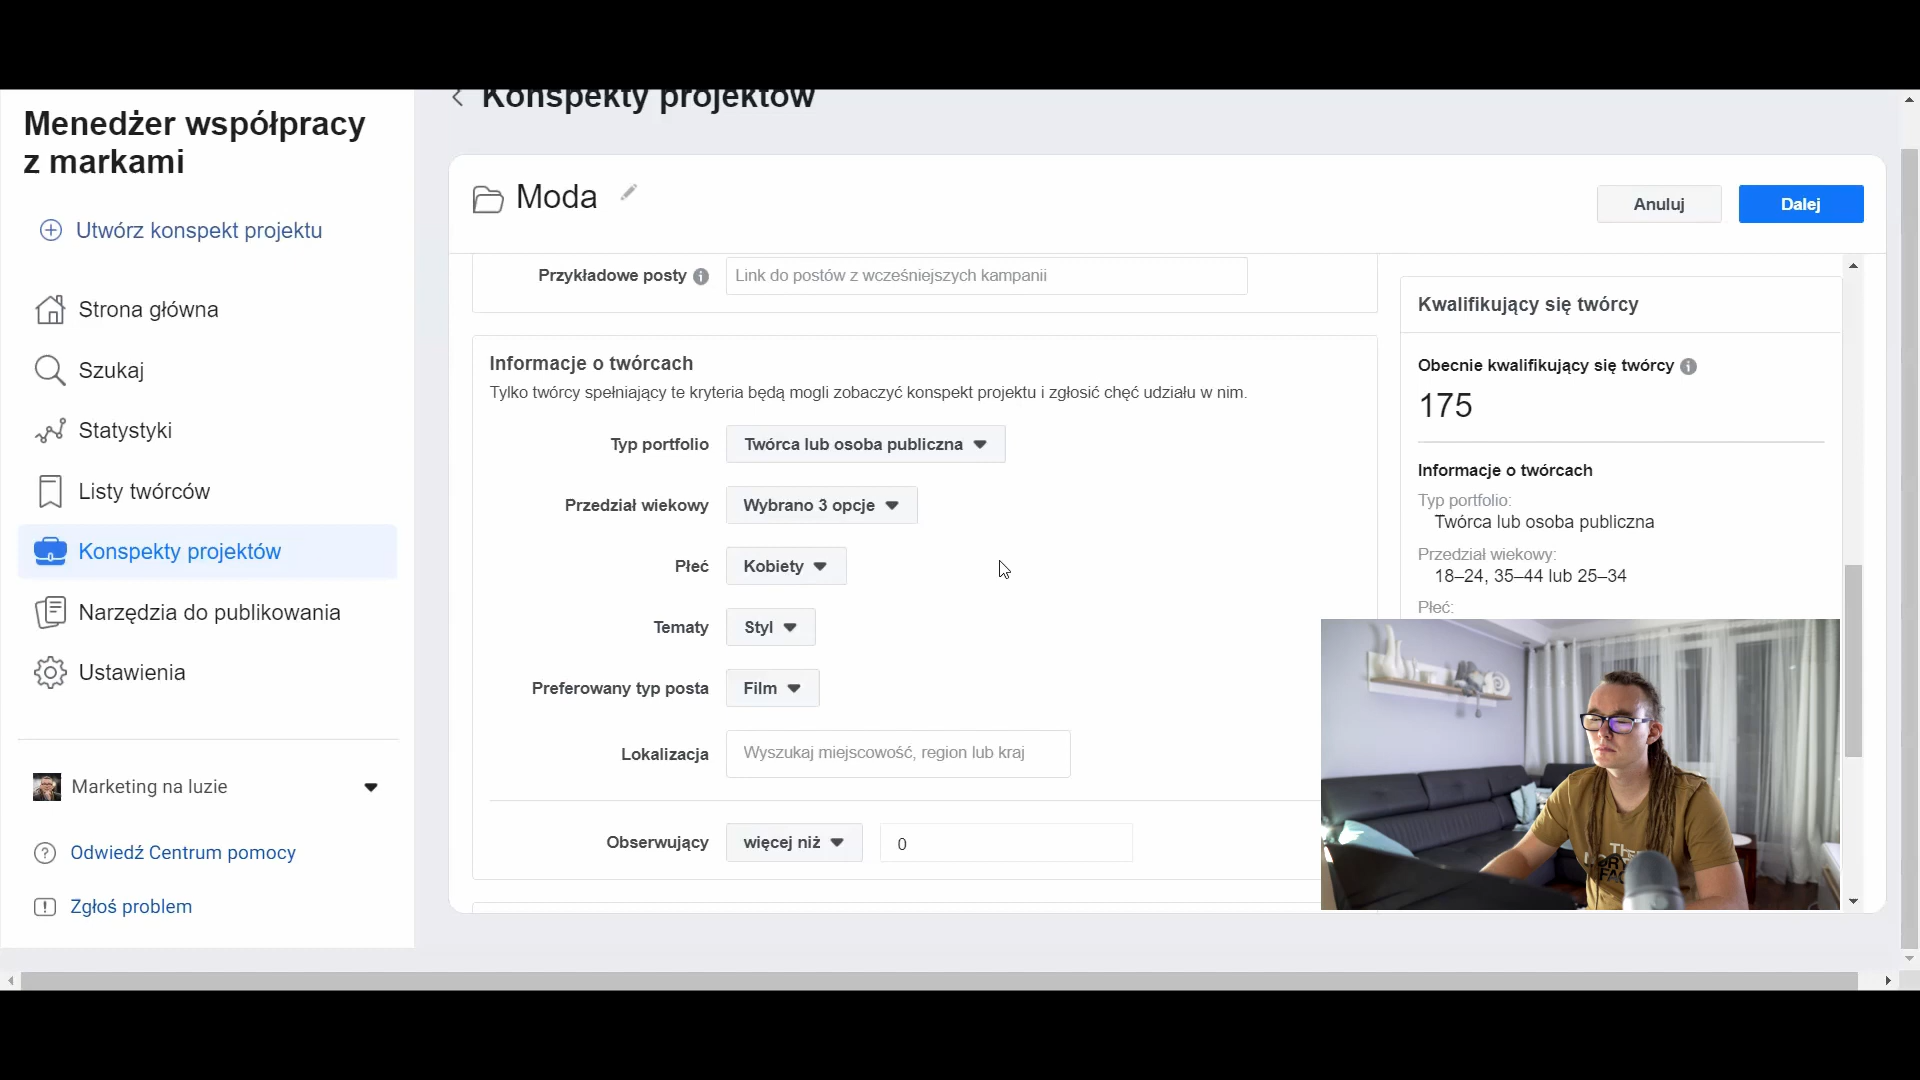 Konspekty projektów
Menedżer współpracy
z markami
Utwórz konspekt projektu
Strona główna
Szukaj
Statystyki
Listy twórców
Konspekty projektów
Narzędzia do publikowania
Ustawienia
Marketing na luzie
Odwiedź Centrum pomocy
Zgłoś problem
Moda
Anuluj
Dalej
Przykładowe posty
Link do postów z wcześniejszych kampanii
Informacje o twórcach
Tylko twórcy spełniający te kryteria będą mogli zobaczyć konspekt projektu i zgłosić chęć udziału w nim.
Typ portfolio
Twórca lub osoba publiczna
Przedział wiekowy
Wybrano 3 opcje
Płeć
Kobiety
Tematy
Styl
Preferowany typ posta
Film
Lokalizacja
Wyszukaj miejscowość, region lub kraj
Obserwujący
więcej niż
0
Kwalifikujący się twórcy
Obecnie kwalifikujący się twórcy
175
Informacje o twórcach
Typ portfolio:
Twórca lub osoba publiczna
Przedział wiekowy:
18–24, 35–44 lub 25–34
Płeć: